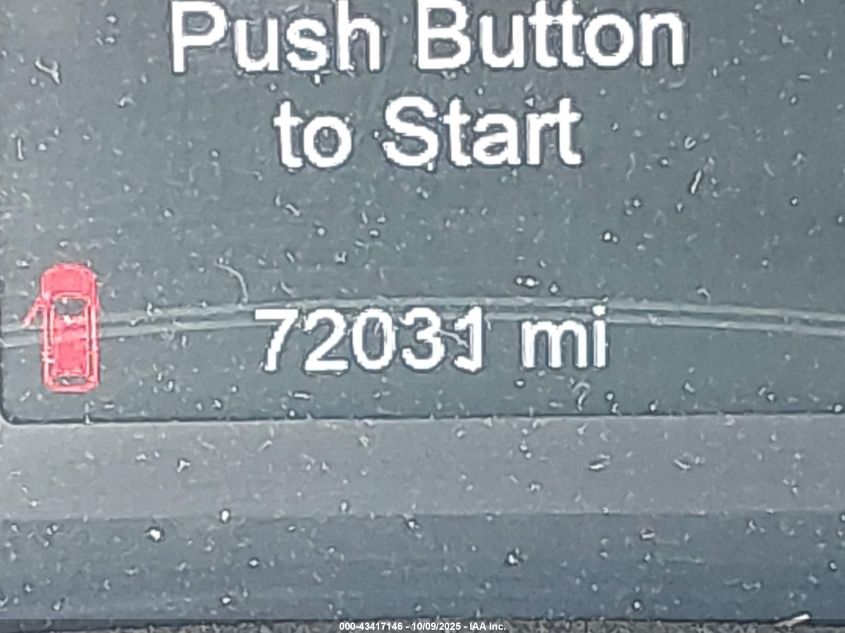 Push Button
to Start
72031 mi
000-43417146 - 10/09/2025 - IAA Inc.